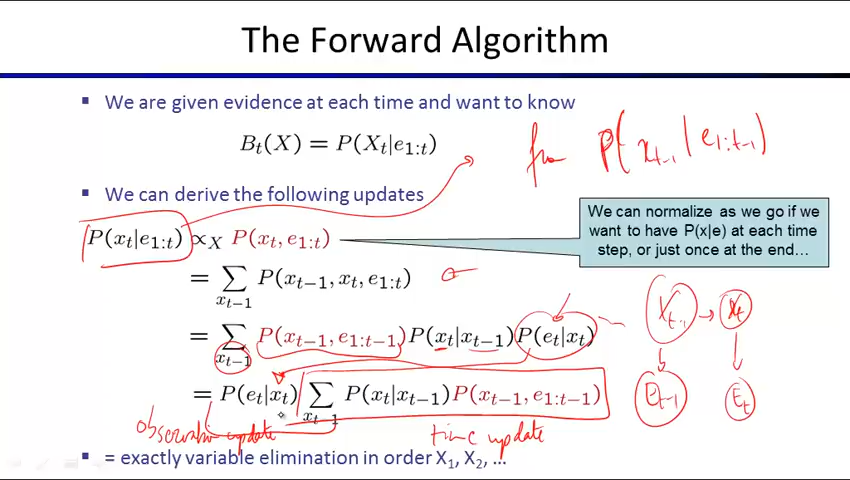 The Forward Algorithm
▪ We are given evidence at each time and want to know
B_t(X) = P(X_t|e_{1:t})
from P(x_{t-1} | e_{1:t-1})
▪ We can derive the following updates
P(x_t|e_{1:t}) ∝_X P(x_t, e_{1:t})
We can normalize as we go if we
want to have P(x|e) at each time
step, or just once at the end…
= ∑_{x_{t-1}} P(x_{t-1}, x_t, e_{1:t})
= ∑_{x_{t-1}} P(x_{t-1}, e_{1:t-1})P(x_t|x_{t-1})P(e_t|x_t)
X_{t-1} → X_t
= P(e_t|x_t) ∑_{x_{t-1}} P(x_t|x_{t-1})P(x_{t-1}, e_{1:t-1})
E_{t-1} E_t
observation update time update
▪ = exactly variable elimination in order X_1, X_2, …